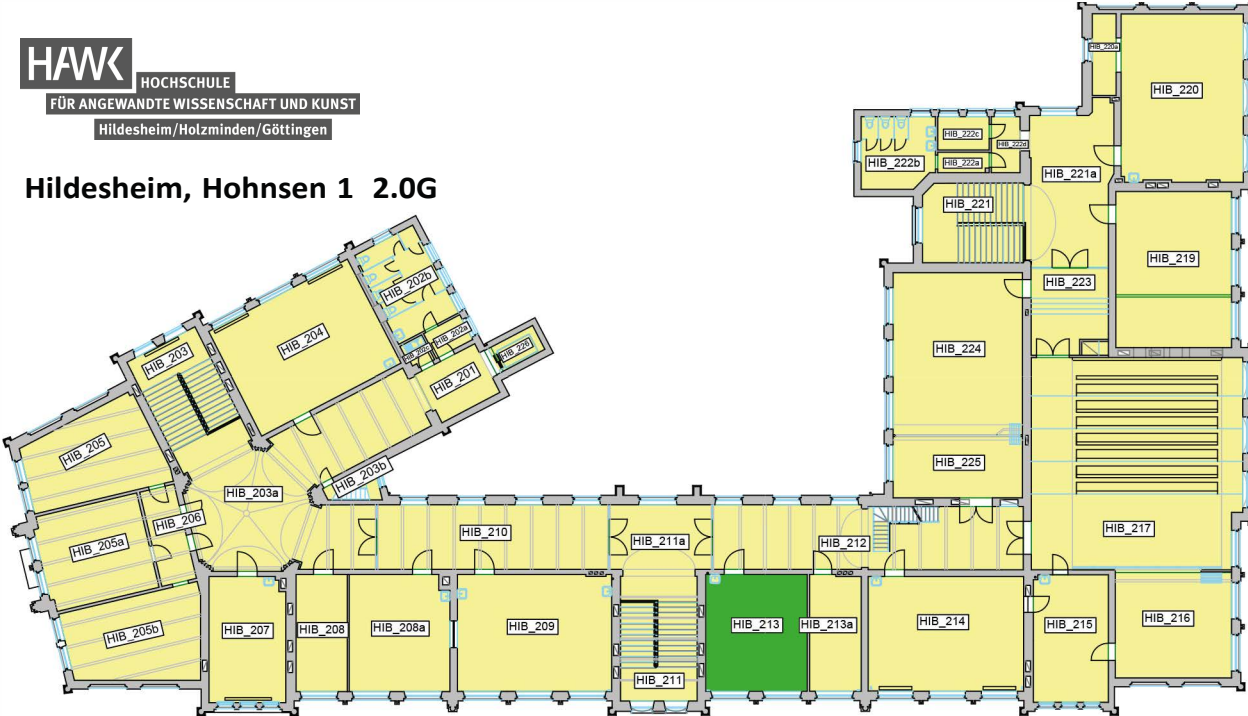 HAWK
HOCHSCHULE
FÜR ANGEWANDTE WISSENSCHAFT UND KUNST
Hildesheim/Holzminden/Göttingen
Hildesheim, Hohnsen 1 2.0G
HIB_220a
HIB_220
HIB_222c
HIB_222d
HIB_222b
HIB_222a
HIB_221a
HIB_221
HIB_219
HIB_223
HIB_202b
HIB_204
HIB_202a
HIB_202c
HIB_226
HIB_203
HIB_201
HIB_224
HIB_205
HIB_203b
HIB_203a
HIB_225
HIB_206
HIB_205a
HIB_210
HIB_211a
HIB_212
HIB_217
HIB_205b
HIB_207
HIB_208
HIB_208a
HIB_209
HIB_211
HIB_213
HIB_213a
HIB_214
HIB_215
HIB_216